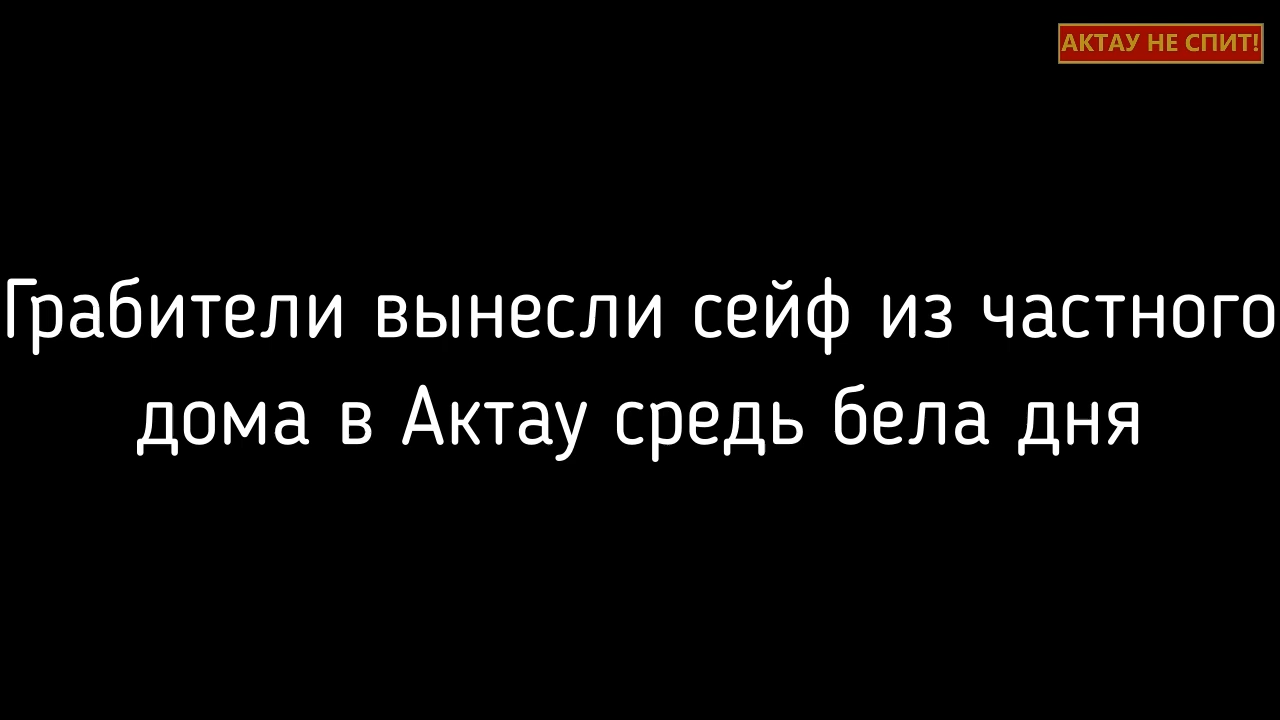 АКТАУ НЕ СПИТ!
Грабители вынесли сейф из частного
дома в Актау средь бела дня